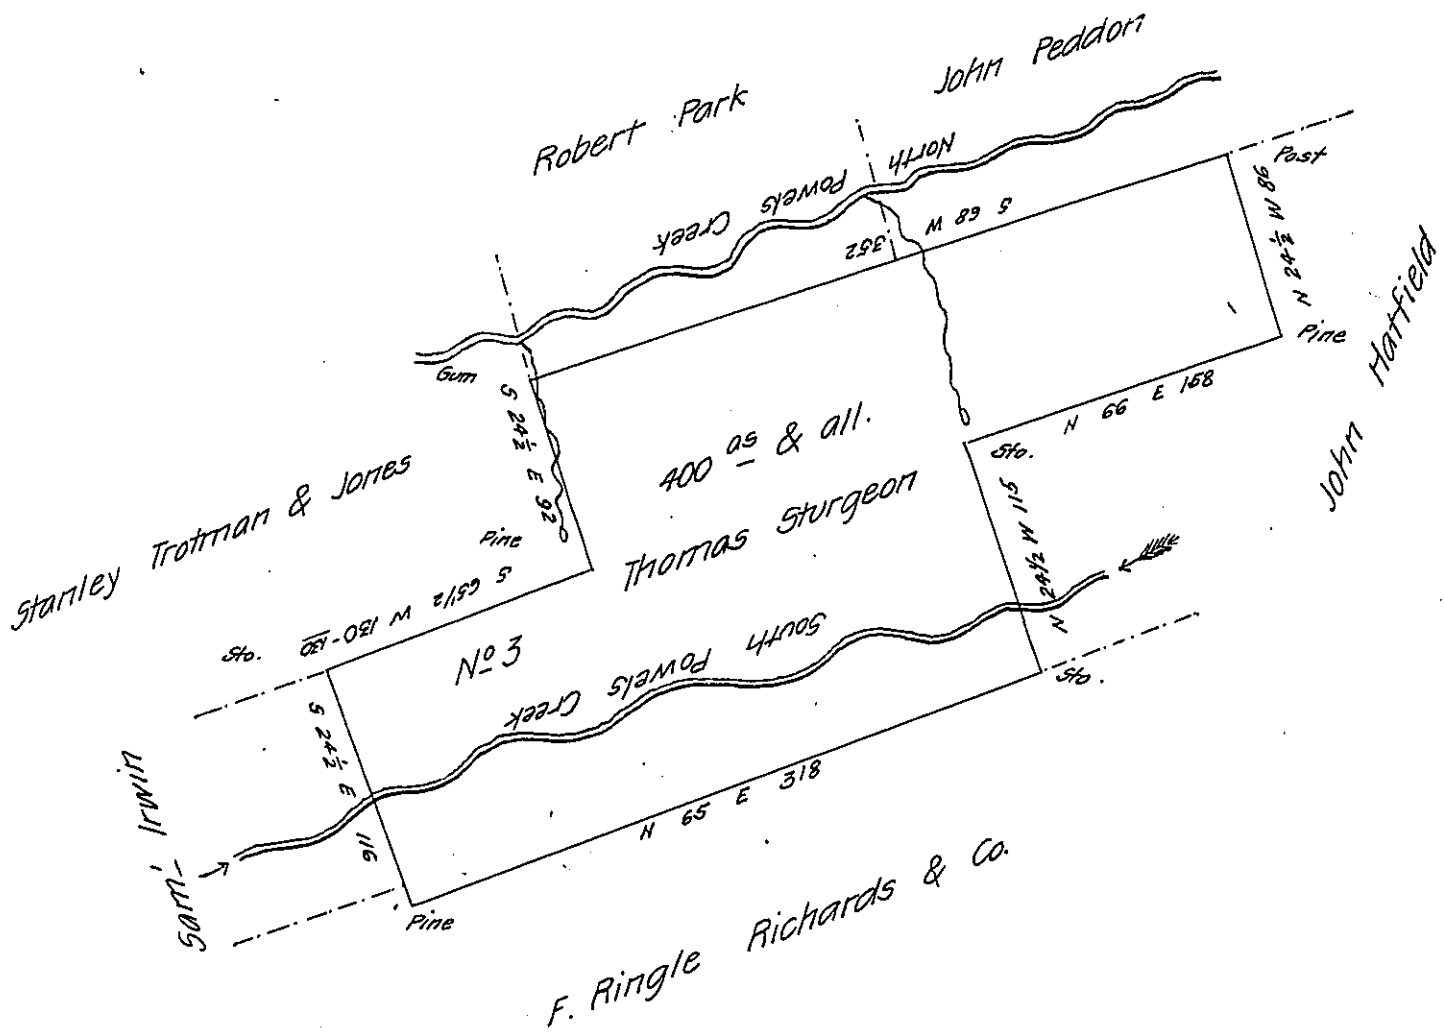 John Peddon
Robert Park
North Powels Creek
S 68 W 352
Post
N 24½ W 86
Pine
N 66 E 158
John Hatfield
Gum
S 24½ E 92
Pine
Stanley Trotman & Jones
S 65½ W 130-130
Sto.
400 as & all.
Thomas Sturgeon
Sto.
N 24½ W 115
Sto.
No 3
South Powels Creek
S 24½ E 116
Sam'l Irwin
Pine
N 65 E 318
F. Ringle Richards & Co.